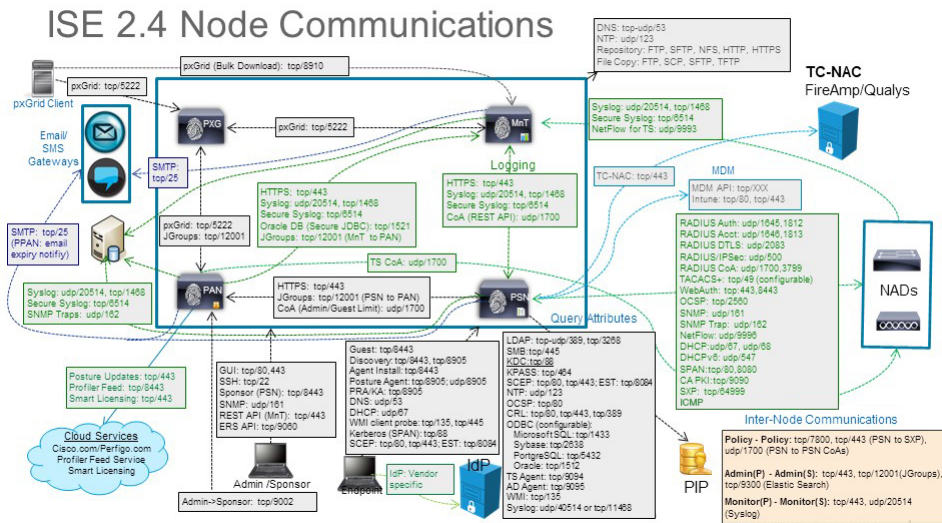 ISE 2.4 Node Communications
DNS: tcp-udp/53
NTP: udp/123
Repository: FTP, SFTP, NFS, HTTP, HTTPS
File Copy: FTP, SCP, SFTP, TFTP
pxGrid (Bulk Download): tcp/8910
pxGrid: tcp/5222
pxGrid Client
TC-NAC
FireAmp/Qualys
PXG
pxGrid: tcp/5222
MnT
Syslog: udp/20514, tcp/1468
Secure Syslog: tcp/6514
NetFlow for TS: udp/9993
Email/
SMS
Gateways
SMTP:
tcp/25
Logging
TC-NAC: tcp/443
MDM
MDM API: tcp/XXX
Intune: tcp/80, tcp/443
HTTPS: tcp/443
Syslog: udp/20514, tcp/1468
Secure Syslog: tcp/6514
Oracle DB (Secure JDBC): tcp/1521
JGroups: tcp/12001 (MnT to PAN)
HTTPS: tcp/443
Syslog: udp/20514, tcp/1468
Secure Syslog: tcp/6514
CoA (REST API): udp/1700
pxGrid: tcp/5222
JGroups: tcp/12001
SMTP: tcp/25
(PPAN: email
expiry notifiy)
TS CoA: udp/1700
RADIUS Auth: udp/1645,1812
RADIUS Acct: udp/1646,1813
RADIUS DTLS: udp/2083
RADIUS/IPSec: udp/500
RADIUS CoA: udp/1700,3799
TACACS+: tcp/49 (configurable)
WebAuth: tcp:443,8443
OCSP: tcp/2560
SNMP: udp/161
SNMP Trap: udp/162
NetFlow: udp/9996
DHCP:udp/67, udp/68
DHCPv6: udp/547
SPAN:tcp/80,8080
CA PKI: tcp:9090
SXP: tcp/64999
ICMP
NADs
PAN
HTTPS: tcp/443
JGroups: tcp/12001 (PSN to PAN)
CoA (Admin/Guest Limit): udp/1700
PSN
Syslog: udp/20514, tcp/1468
Secure Syslog: tcp/6514
SNMP Traps: udp/162
Query Attributes
Posture Updates: tcp/443
Profiler Feed: tcp/8443
Smart Licensing: tcp/443
GUI: tcp/80,443
SSH: tcp/22
Sponsor (PSN): tcp/8443
SNMP: udp/161
REST API (MnT): tcp/443
ERS API: tcp/9060
Guest: tcp/8443
Discovery: tcp/8443, tcp/8905
Agent Install: tcp/8443
Posture Agent: tcp/8905; udp/8905
PRA/KA: tcp/8905
DNS: udp/53
DHCP: udp/67
WMI client probe: tcp/135, tcp/445
Kerberos (SPAN): tcp/88
SCEP: tcp/80, tcp/443; EST: tcp/8084
LDAP: tcp-udp/389, tcp/3268
SMB:tcp/445
KDC: tcp/88
KPASS: tcp/464
SCEP: tcp/80, tcp/443; EST: tcp/8084
NTP: udp/123
OCSP: tcp/80
CRL: tcp/80, tcp/443, tcp/389
ODBC (configurable):
MicrosoftSQL: tcp/1433
Sybase: tcp/2638
PortgreSQL: tcp/5432
Oracle: tcp/1512
TS Agent: tcp/9094
AD Agent: tcp/9095
WMI: tcp/135
Syslog: udp/40514 or tcp/11468
Cloud Services
Cisco.com/Perfigo.com
Profiler Feed Service
Smart Licensing
Admin /Sponsor
Admin->Sponsor: tcp/9002
Endpoint
IdP: Vendor
specific
IdP
PIP
Inter-Node Communications
Policy - Policy: tcp/7800, tcp/443 (PSN to SXP),
udp/1700 (PSN to PSN CoAs)
Admin(P) - Admin(S): tcp/443, tcp/12001(JGroups),
tcp/9300 (Elastic Search)
Monitor(P) - Monitor(S): tcp/443, udp/20514
(Syslog)